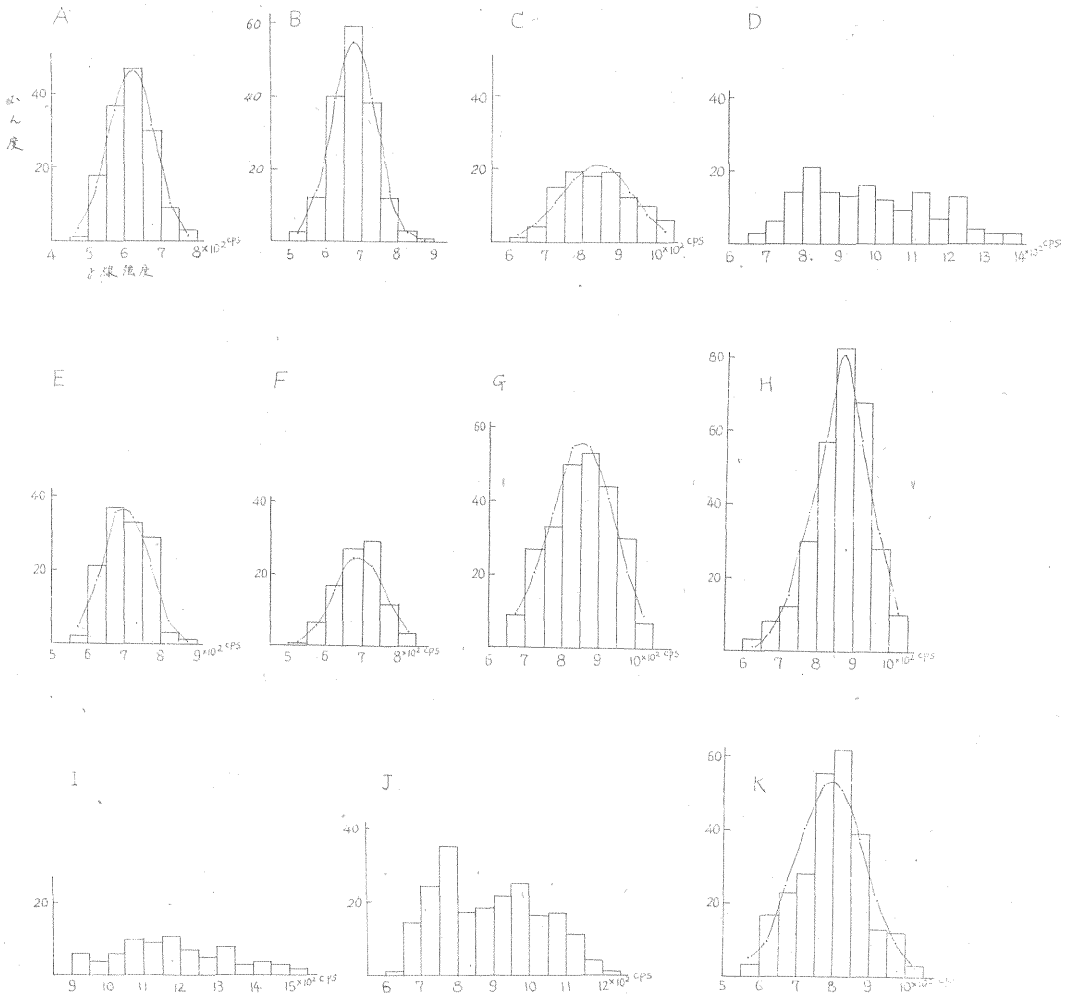 A
B
C
D
60
40
20
ひん度
4 5 6 7 8×10² cps
γ線強度
60
40
20
5 6 7 8 9
40
20
6 7 8 9 10×10² cps
40
20
6 7 8 9 10 11 12 13 14×10² cps
E
F
G
H
40
20
5 6 7 8 9×10² cps
40
20
5 6 7 8×10² cps
60
40
20
7 8 9 10×10² cps
80
60
40
20
6 7 8 9 10×10² cps
I
J
K
20
9 10 11 12 13 14 15×10² cps
40
20
6 7 8 9 10 11 12×10² cps
60
40
20
5 6 7 8 9 10×10² cps